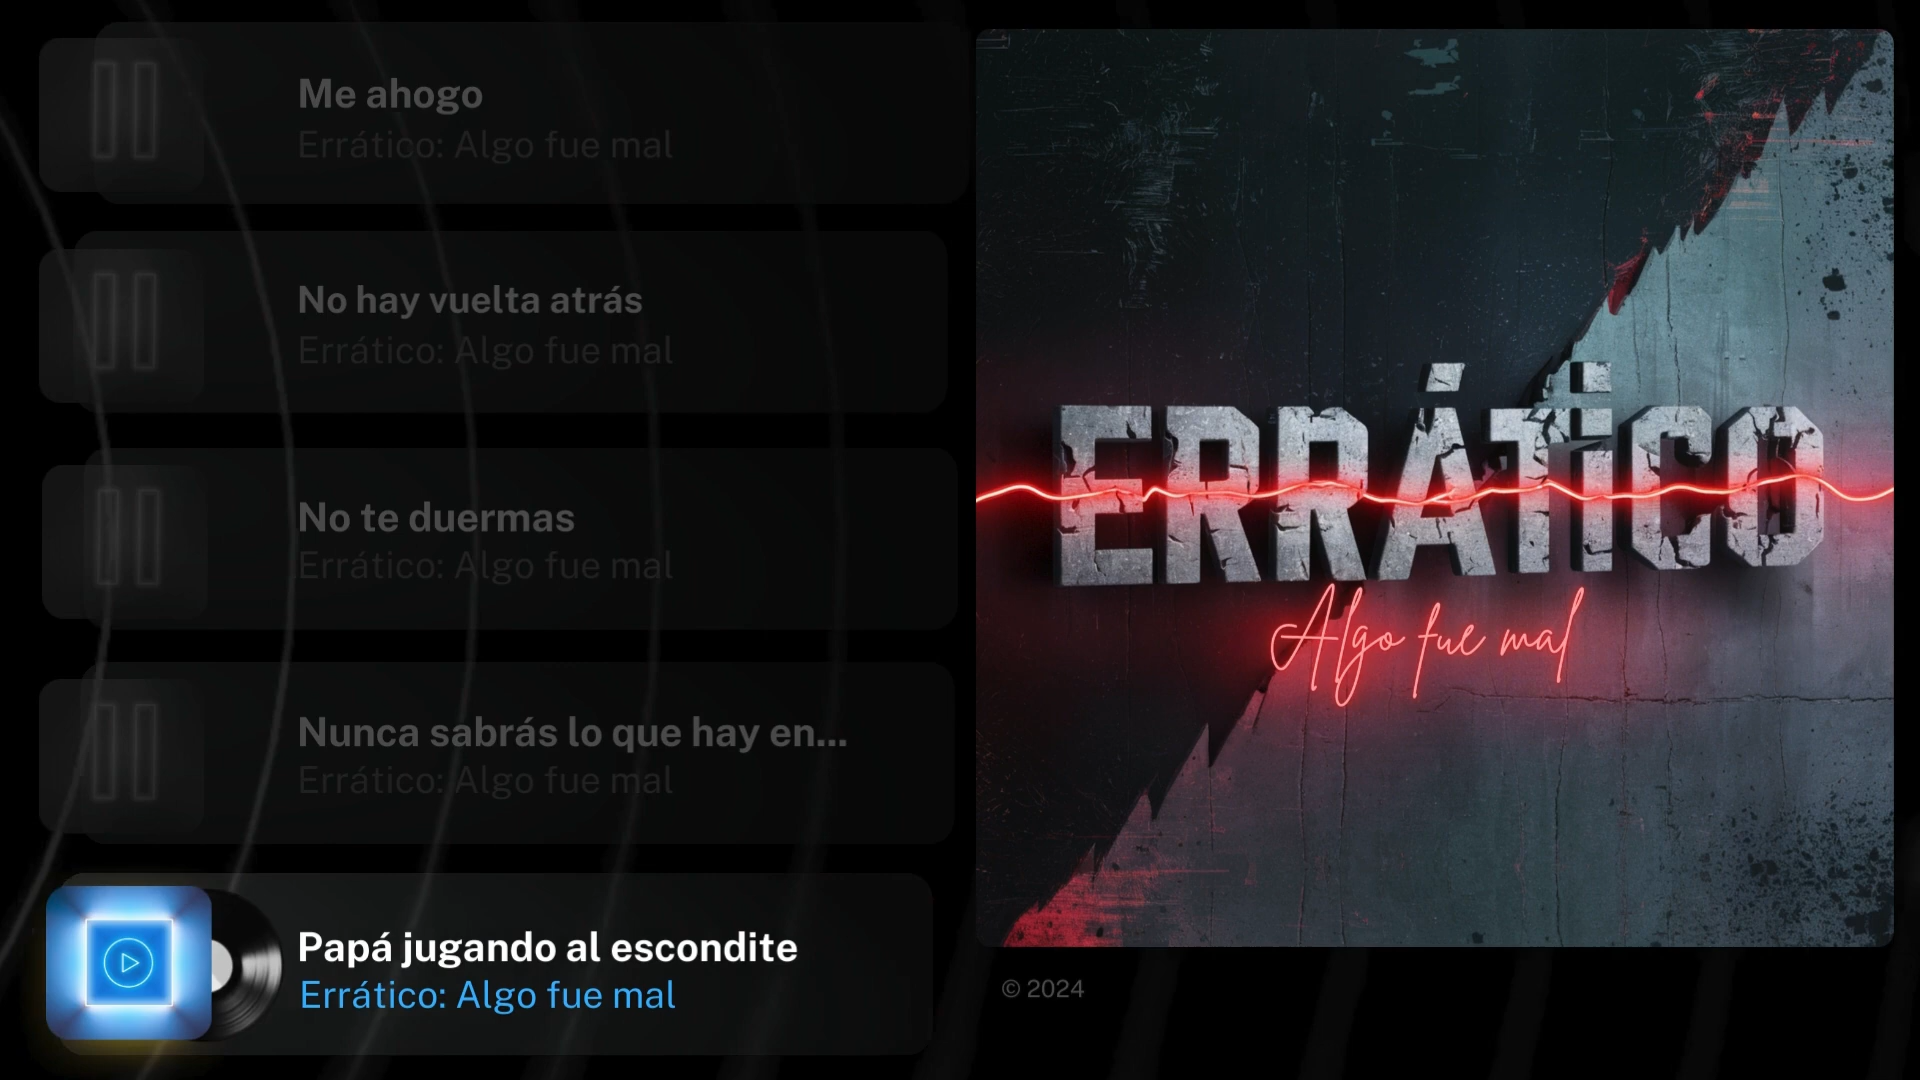 Me ahogo
Errático: Algo fue mal
No hay vuelta atrás
Errático: Algo fue mal
No te duermas
Errático: Algo fue mal
Nunca sabrás lo que hay en...
Errático: Algo fue mal
Papá jugando al escondite
Errático: Algo fue mal
ERRÁTiCO
Algo fue mal
© 2024